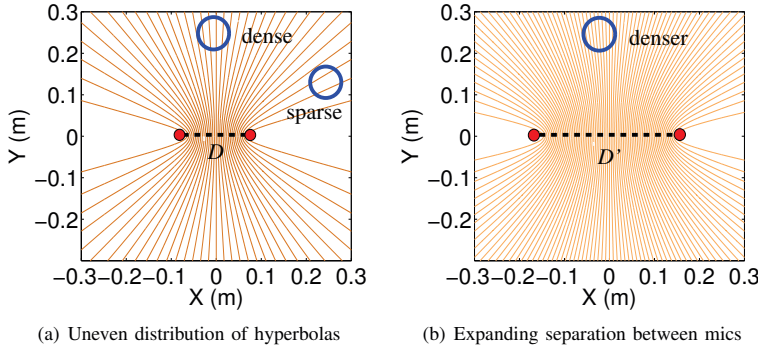 0.3
0.2
0.1
0
−0.1
−0.2
Y (m)
dense
sparse
D
−0.3
−0.2
−0.1
0
0.1
0.2
0.3
X (m)
(a) Uneven distribution of hyperbolas
0.3
0.2
0.1
0
−0.1
−0.2
Y (m)
denser
D'
−0.3
−0.2
−0.1
0
0.1
0.2
0.3
X (m)
(b) Expanding separation between mics